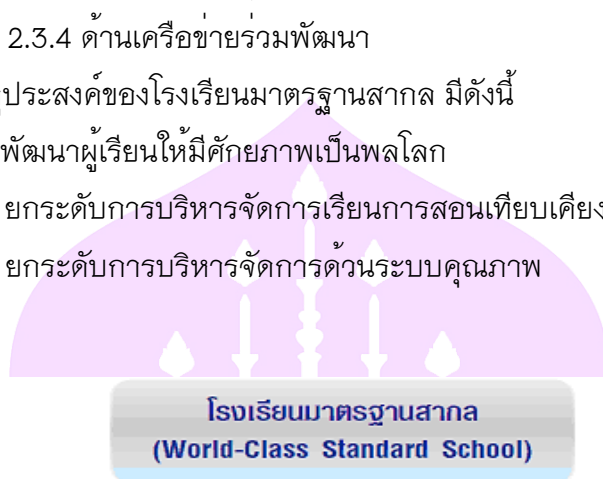 2.3.4 ด้านเครือข่ายร่วมพัฒนา
ประสงค์ของโรงเรียนมาตรฐานสากล มีดังนี้
พัฒนาผู้เรียนให้มีศักยภาพเป็นพลโลก
ยกระดับการบริหารจัดการเรียนการสอนเทียบเคียง
ยกระดับการบริหารจัดการด้วนระบบคุณภาพ
โรงเรียนมาตรฐานสากล
(World-Class Standard School)